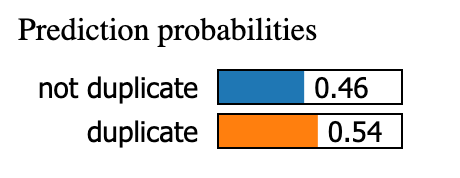 Prediction probabilities
not duplicate 0.46
duplicate 0.54